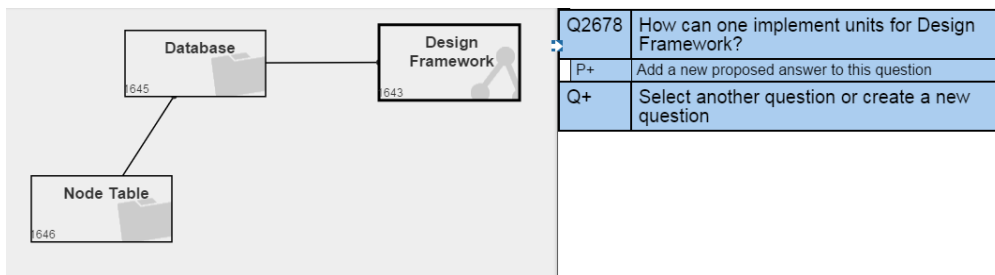 Database
1645
Design
Framework
1643
Node Table
1646
Q2678 How can one implement units for Design
Framework?
P+ Add a new proposed answer to this question
Q+ Select another question or create a new
question